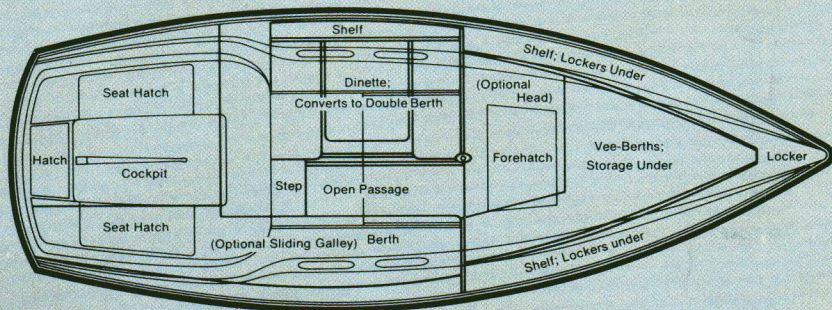 Shelf
Shelf; Lockers Under
Seat Hatch
Dinette;
Converts to Double Berth
(Optional
Head)
Vee-Berths;
Storage Under
Locker
Hatch
Cockpit
Forehatch
Step
Open Passage
Seat Hatch
(Optional Sliding Galley)
Berth
Shelf; Lockers under